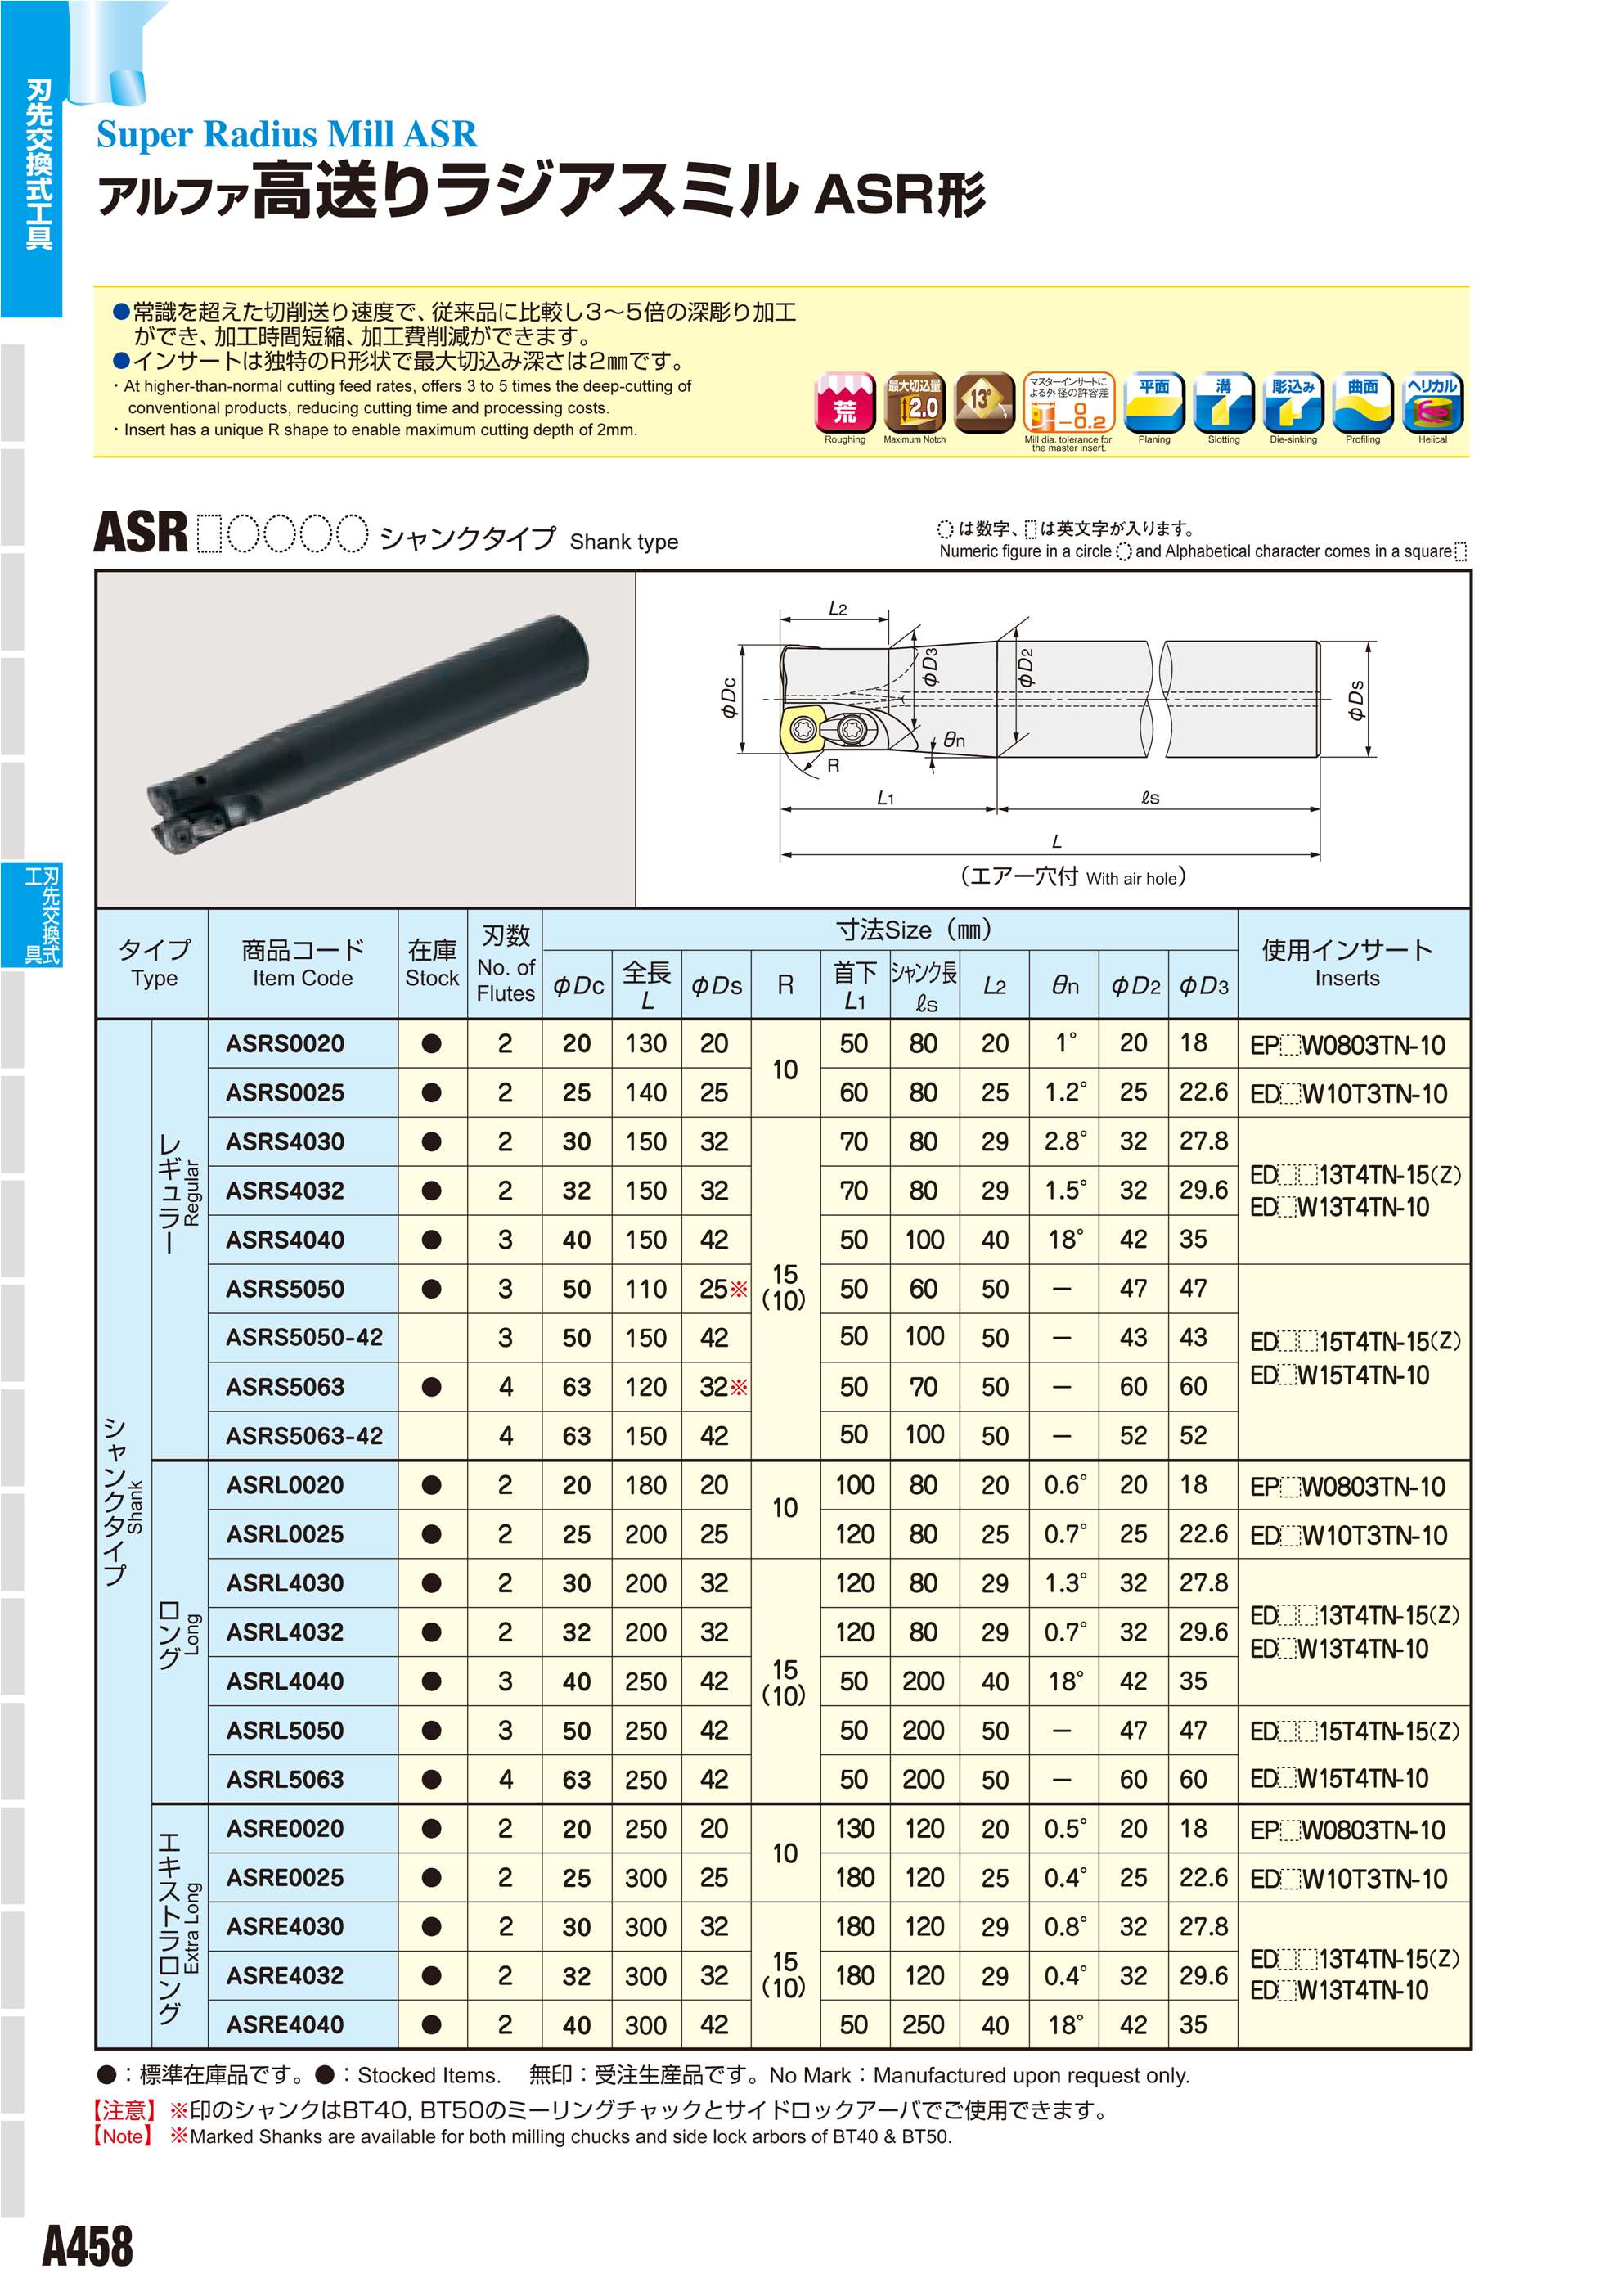 刃先交換式工具
Super Radius Mill ASR
アルファ高送りラジアスミル ASR形
●常識を超えた切削送り速度で、従来品に比較し3〜5倍の深彫り加工
ができ、加工時間短縮、加工費削減ができます。
●インサートは独特のR形状で最大切込み深さは2㎜です。
・At higher-than-normal cutting feed rates, offers 3 to 5 times the deep-cutting of
conventional products, reducing cutting time and processing costs.
・Insert has a unique R shape to enable maximum cutting depth of 2mm.
荒
Roughing
最大切込量
2.0
Maximum Notch
13°
マスターインサートに
よる外径の許容差
0
−0.2
Mill dia. tolerance for
the master insert.
平面
Planing
溝
Slotting
彫込み
Die-sinking
曲面
Profiling
ヘリカル
Helical
ASR□○○○○ シャンクタイプ Shank type
○は数字、□は英文字が入ります。
Numeric figure in a circle ○ and Alphabetical character comes in a square □
L2
φDc
φD3
φD2
φDs
θn
R
L1
ℓs
L
（エアー穴付 With air hole）
刃先交換式工具
タイプ Type 商品コード Item Code 在庫 Stock 刃数 No. of Flutes 寸法Size（㎜） 使用インサート Inserts
φDc 全長 L φDs R 首下 L1 シャンク長 ℓs L2 θn φD2 φD3
シャンクタイプ Shank
レギュラー Regular
ASRS0020 ● 2 20 130 20 10 50 80 20 1° 20 18 EP□W0803TN-10
ASRS0025 ● 2 25 140 25 60 80 25 1.2° 25 22.6 ED□W10T3TN-10
ASRS4030 ● 2 30 150 32 15 (10) 70 80 29 2.8° 32 27.8 ED□□13T4TN-15(Z)
ASRS4032 ● 2 32 150 32 70 80 29 1.5° 32 29.6 ED□W13T4TN-10
ASRS4040 ● 3 40 150 42 50 100 40 18° 42 35
ASRS5050 ● 3 50 110 25※ 50 60 50 − 47 47 ED□□15T4TN-15(Z)
ASRS5050-42 3 50 150 42 50 100 50 − 43 43 ED□W15T4TN-10
ASRS5063 ● 4 63 120 32※ 50 70 50 − 60 60
ASRS5063-42 4 63 150 42 50 100 50 − 52 52
ロング Long
ASRL0020 ● 2 20 180 20 10 100 80 20 0.6° 20 18 EP□W0803TN-10
ASRL0025 ● 2 25 200 25 120 80 25 0.7° 25 22.6 ED□W10T3TN-10
ASRL4030 ● 2 30 200 32 15 (10) 120 80 29 1.3° 32 27.8 ED□□13T4TN-15(Z)
ASRL4032 ● 2 32 200 32 120 80 29 0.7° 32 29.6 ED□W13T4TN-10
ASRL4040 ● 3 40 250 42 50 200 40 18° 42 35
ASRL5050 ● 3 50 250 42 50 200 50 − 47 47 ED□□15T4TN-15(Z)
ASRL5063 ● 4 63 250 42 50 200 50 − 60 60 ED□W15T4TN-10
エキストラロング Extra Long
ASRE0020 ● 2 20 250 20 10 130 120 20 0.5° 20 18 EP□W0803TN-10
ASRE0025 ● 2 25 300 25 180 120 25 0.4° 25 22.6 ED□W10T3TN-10
ASRE4030 ● 2 30 300 32 15 (10) 180 120 29 0.8° 32 27.8 ED□□13T4TN-15(Z)
ASRE4032 ● 2 32 300 32 180 120 29 0.4° 32 29.6 ED□W13T4TN-10
ASRE4040 ● 2 40 300 42 50 250 40 18° 42 35
●：標準在庫品です。●：Stocked Items. 無印：受注生産品です。No Mark：Manufactured upon request only.
【注意】※印のシャンクはBT40, BT50のミーリングチャックとサイドロックアーバでご使用できます。
【Note】※Marked Shanks are available for both milling chucks and side lock arbors of BT40 & BT50.
A458